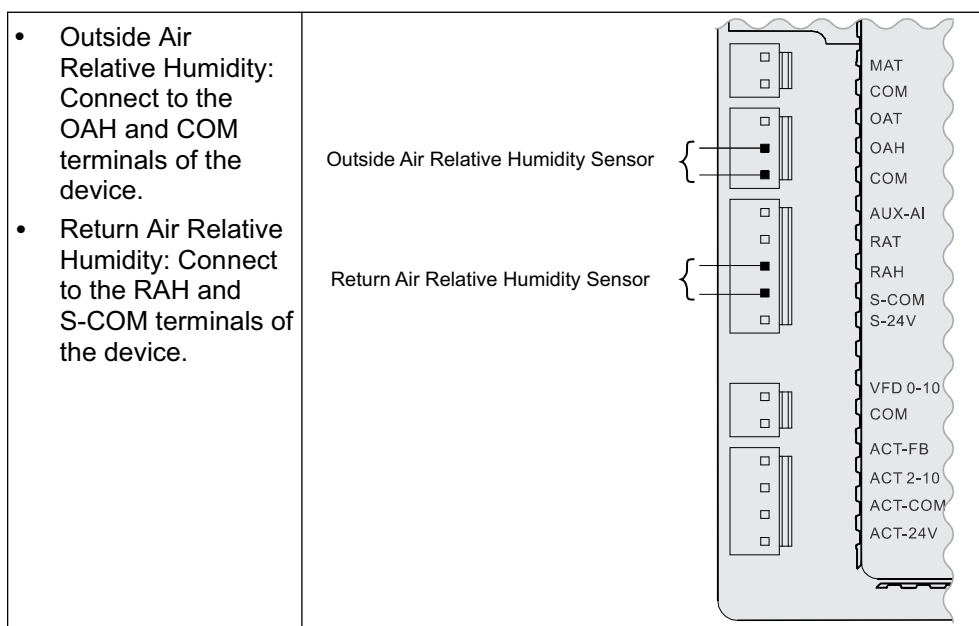 • Outside Air
Relative Humidity:
Connect to the
OAH and COM
terminals of the
device.
• Return Air Relative
Humidity: Connect
to the RAH and
S-COM terminals of
the device.
Outside Air Relative Humidity Sensor
Return Air Relative Humidity Sensor
MAT
COM
OAT
OAH
COM
AUX-AI
RAT
RAH
S-COM
S-24V
VFD 0-10
COM
ACT-FB
ACT 2-10
ACT-COM
ACT-24V